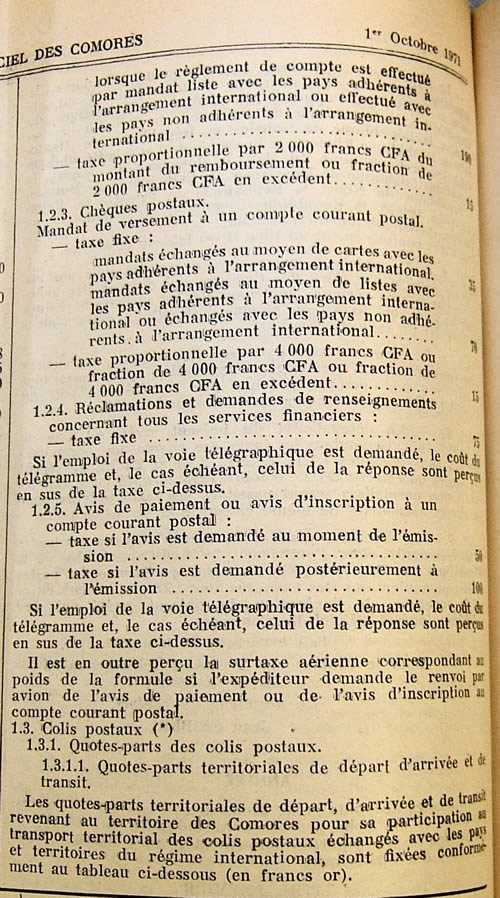 CIEL DES COMORES 1er Octobre 1971
lorsque le règlement de compte est effectué
par mandat liste avec les pays adhérents à
l'arrangement international ou effectué avec
les pays non adhérents à l'arrangement in-
ternational .............................. 100
— taxe proportionnelle par 2 000 francs CFA du
montant du remboursement ou fraction de
2 000 francs CFA en excédent............. 15
1.2.3. Chèques postaux.
Mandat de versement à un compte courant postal.
— taxe fixe :
mandats échangés au moyen de cartes avec les
pays adhérents à l'arrangement international. 35
mandats échangés au moyen de listes avec
les pays adhérents à l'arrangement interna-
tional ou échangés avec les pays non adhé-
rents à l'arrangement international........ 70
— taxe proportionnelle par 4 000 francs CFA ou
fraction de 4 000 francs CFA ou fraction de
4 000 francs CFA en excédent............. 15
1.2.4. Réclamations et demandes de renseignements
concernant tous les services financiers :
— taxe fixe ................................ 75
Si l'emploi de la voie télégraphique est demandé, le coût du
télégramme et, le cas échéant, celui de la réponse sont perçus
en sus de la taxe ci-dessus.
1.2.5. Avis de paiement ou avis d'inscription à un
compte courant postal :
— taxe si l'avis est demandé au moment de l'émis-
sion .................................... 50
— taxe si l'avis est demandé postérieurement à
l'émission .............................. 100
Si l'emploi de la voie télégraphique est demandé, le coût du
télégramme et, le cas échéant, celui de la réponse sont perçus
en sus de la taxe ci-dessus.
Il est en outre perçu la surtaxe aérienne correspondant au
poids de la formule si l'expéditeur demande le renvoi par
avion de l'avis de paiement ou de l'avis d'inscription au
compte courant postal.
1.3. Colis postaux (*)
1.3.1. Quotes-parts des colis postaux.
1.3.1.1. Quotes-parts territoriales de départ d'arrivée et de
transit.
Les quotes-parts territoriales de départ, d'arrivée et de transit
revenant au territoire des Comores pour sa participation au
transport territorial des colis postaux échangés avec les pays
et territoires du régime international, sont fixées conformé-
ment au tableau ci-dessous (en francs or).